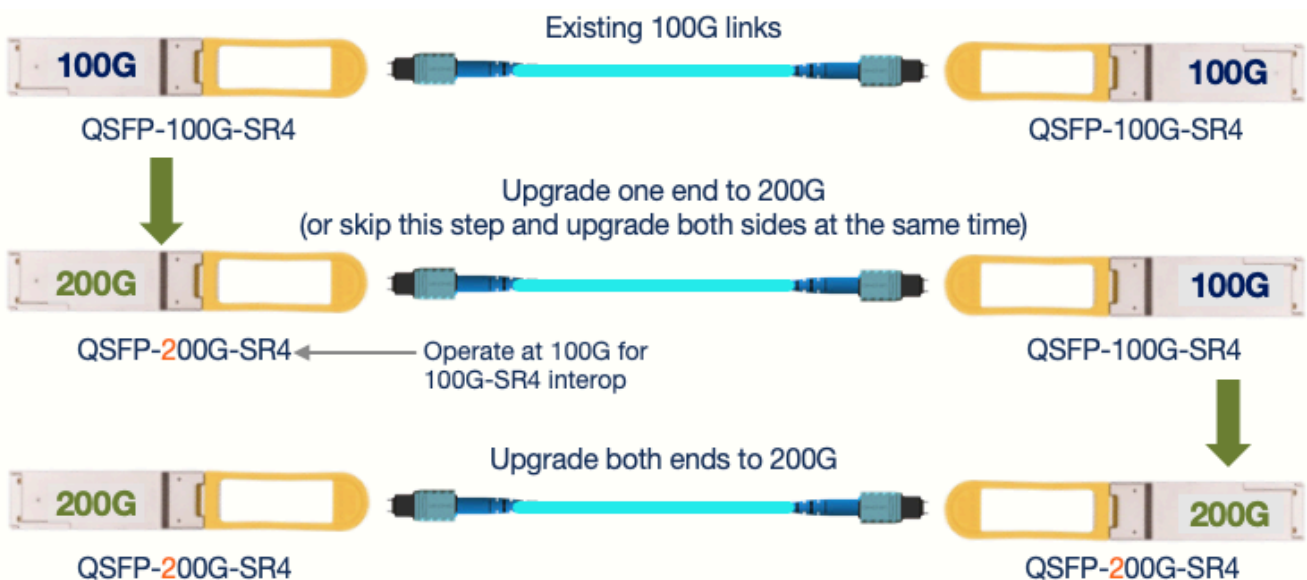 Existing 100G links
100G
100G
QSFP-100G-SR4
QSFP-100G-SR4
Upgrade one end to 200G
(or skip this step and upgrade both sides at the same time)
200G
100G
QSFP-200G-SR4
Operate at 100G for
100G-SR4 interop
QSFP-100G-SR4
Upgrade both ends to 200G
200G
200G
QSFP-200G-SR4
QSFP-200G-SR4